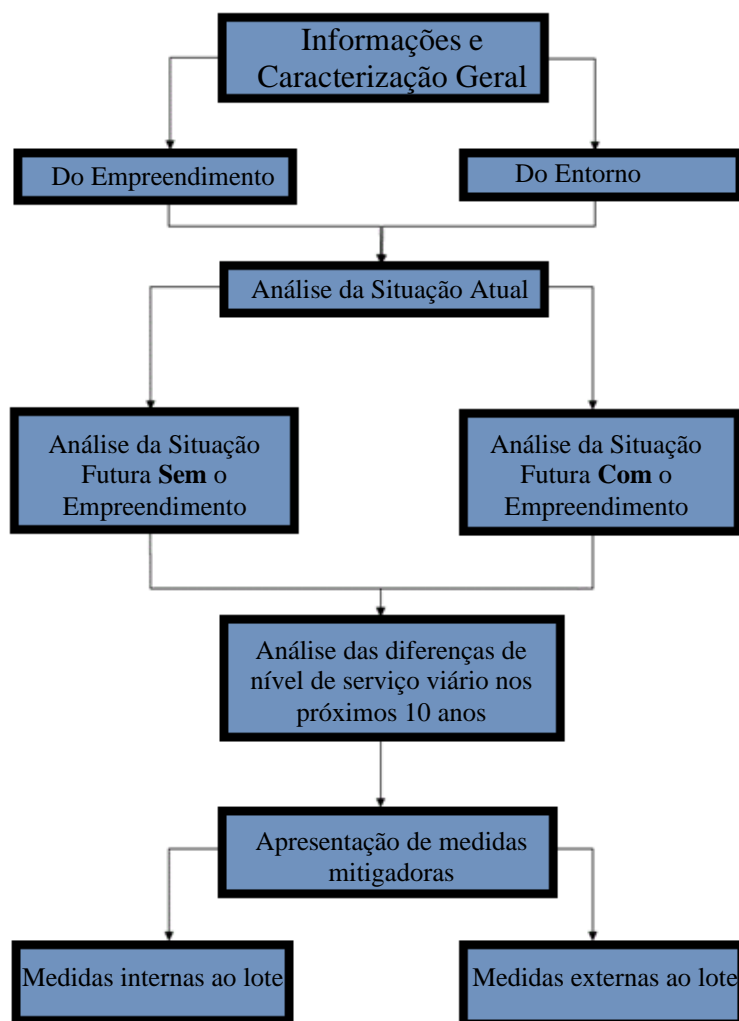 Informações e
Caracterização Geral
Do Empreendimento
Do Entorno
Análise da Situação Atual
Análise da Situação
Futura Sem o
Empreendimento
Análise da Situação
Futura Com o
Empreendimento
Análise das diferenças de
nível de serviço viário nos
próximos 10 anos
Apresentação de medidas
mitigadoras
Medidas internas ao lote
Medidas externas ao lote